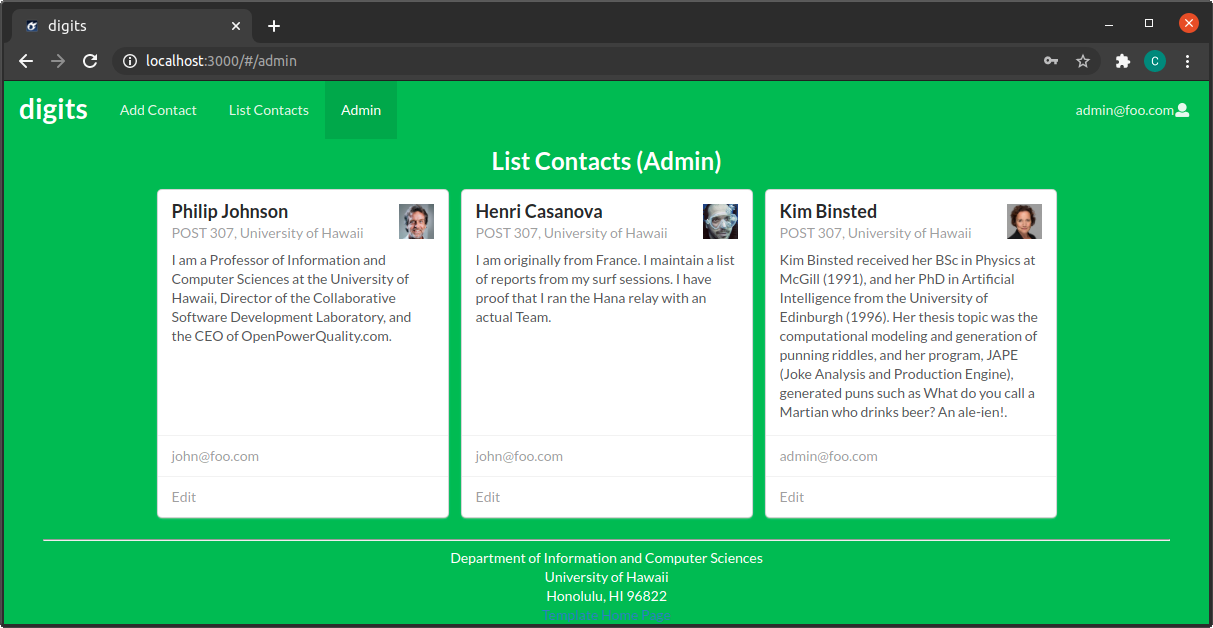 digits
localhost:3000/#/admin
C
digits
Add Contact
List Contacts
Admin
admin@foo.com
List Contacts (Admin)
Philip Johnson
POST 307, University of Hawaii
I am a Professor of Information and
Computer Sciences at the University of
Hawaii, Director of the Collaborative
Software Development Laboratory, and
the CEO of OpenPowerQuality.com.
john@foo.com
Edit
Henri Casanova
POST 307, University of Hawaii
I am originally from France. I maintain a list
of reports from my surf sessions. I have
proof that I ran the Hana relay with an
actual Team.
john@foo.com
Edit
Kim Binsted
POST 307, University of Hawaii
Kim Binsted received her BSc in Physics at
McGill (1991), and her PhD in Artificial
Intelligence from the University of
Edinburgh (1996). Her thesis topic was the
computational modeling and generation of
punning riddles, and her program, JAPE
(Joke Analysis and Production Engine),
generated puns such as What do you call a
Martian who drinks beer? An ale-ien!.
admin@foo.com
Edit
Department of Information and Computer Sciences
University of Hawaii
Honolulu, HI 96822
Template Home Page